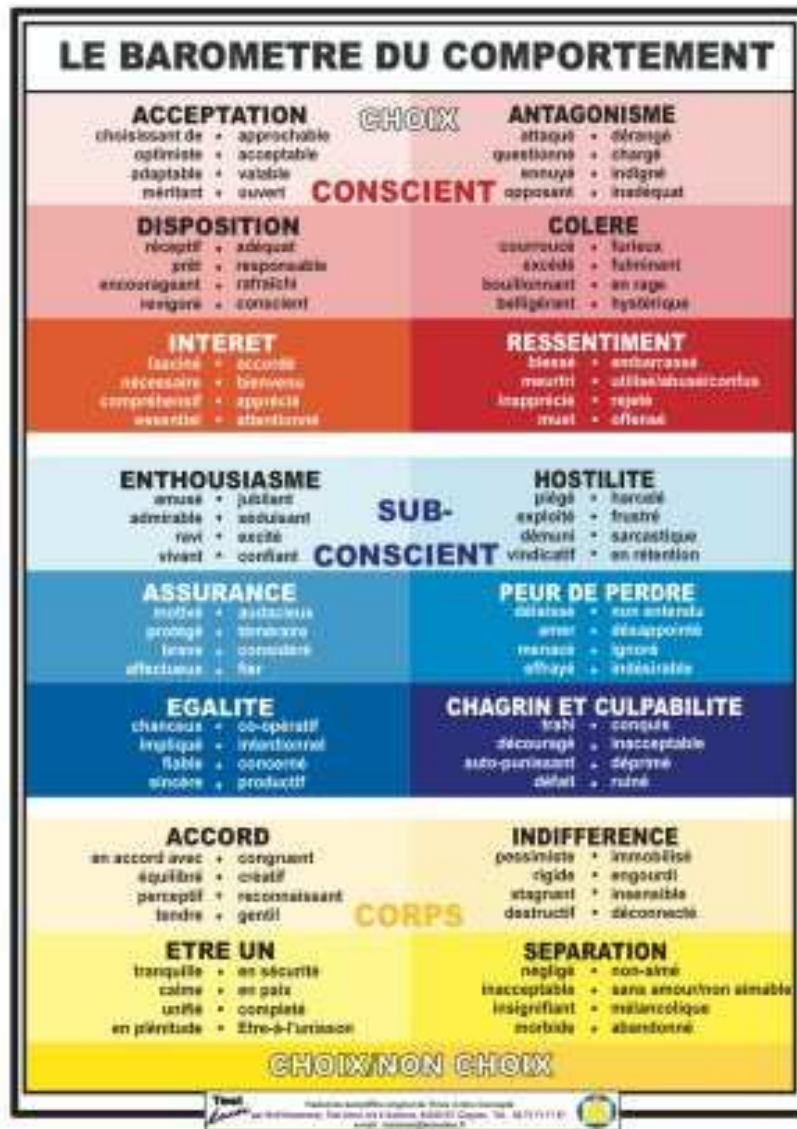 LE BAROMETRE DU COMPORTEMENT
CHOIX
ACCEPTATION
choisissant de • approchable
optimiste • acceptable
adaptable • valable
méritant • ouvert
ANTAGONISME
attaqué • dérangé
questionné • chargé
ennuyé • indigné
opposant • inadéquat
CONSCIENT
DISPOSITION
réceptif • adéquat
prêt • responsable
encourageant • rafraîchi
revigoré • conscient
COLERE
courroucé • furieux
excédé • fulminant
bouillonnant • en rage
belligérant • hystérique
INTERET
fasciné • accordé
nécessaire • bienvenu
compréhensif • apprécié
essentiel • attentionné
RESSENTIMENT
blessé • embarrassé
meurtri • utilisé/abusé/confus
inapprécié • rejeté
muet • offensé
ENTHOUSIASME
amusé • jubilant
admirable • séduisant
ravi • excité
vivant • confiant
HOSTILITE
piégé • harcelé
exploité • frustré
démuni • sarcastique
vindicatif • en rétention
SUB-
CONSCIENT
ASSURANCE
motivé • audacieux
protégé • téméraire
brave • considéré
affectueux • fier
PEUR DE PERDRE
délaissé • non entendu
amer • désappointé
menacé • ignoré
effrayé • indésirable
EGALITE
chanceux • co-opératif
impliqué • intentionnel
fiable • concerné
sincère • productif
CHAGRIN ET CULPABILITE
trahi • conquis
découragé • inacceptable
auto-punissant • déprimé
défait • ruiné
ACCORD
en accord avec • congruent
équilibré • créatif
perceptif • reconnaissant
tendre • gentil
INDIFFERENCE
pessimiste • immobilisé
rigide • engourdi
stagnant • insensible
destructif • déconnecté
CORPS
ETRE UN
tranquille • en sécurité
calme • en paix
unifié • complété
en plénitude • Etre-à-l'unisson
SEPARATION
négligé • non-aimé
inacceptable • sans amour/non aimable
insignifiant • mélancolique
morbide • abandonné
CHOIX/NON CHOIX